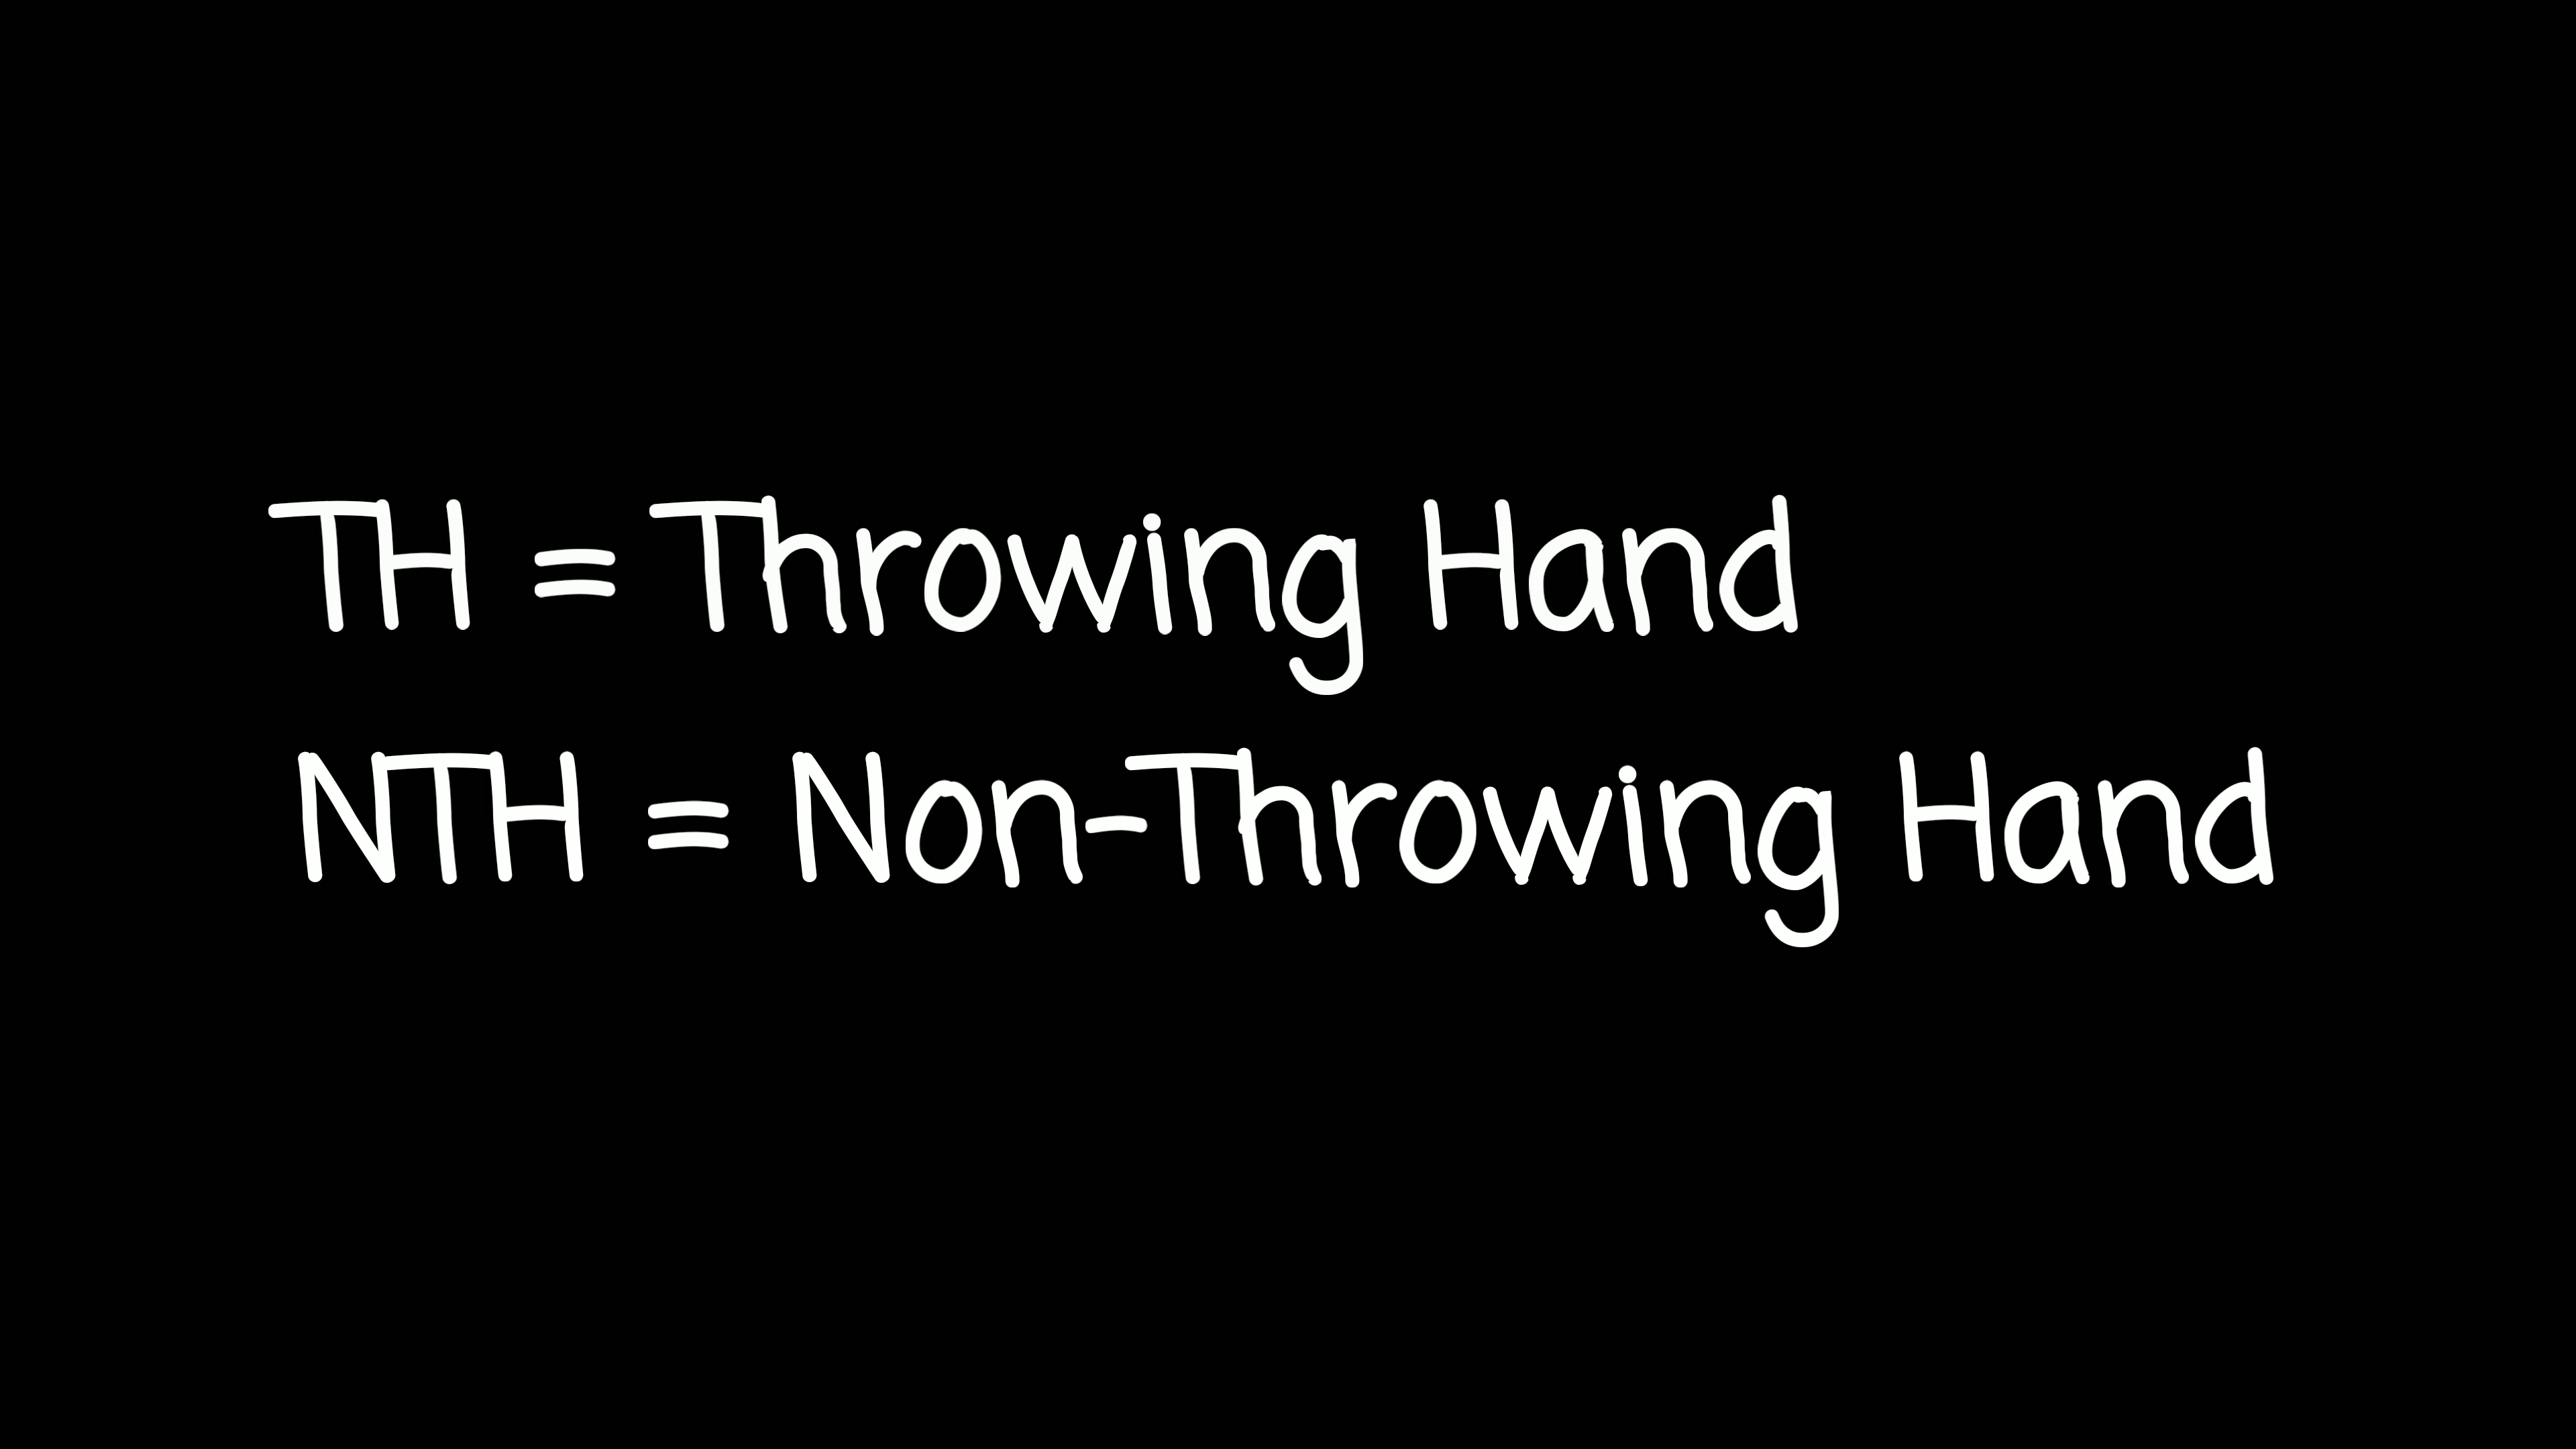 TH = Throwing Hand
NTH = Non-Throwing Hand